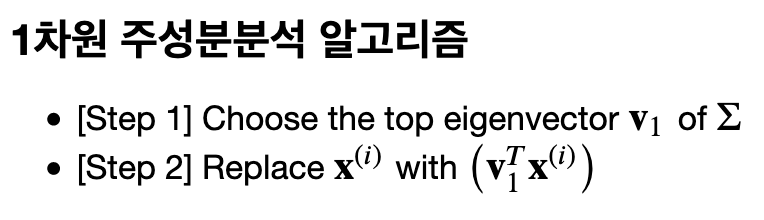 1차원 주성분분석 알고리즘
• [Step 1] Choose the top eigenvector v₁ of Σ
• [Step 2] Replace x⁽ⁱ⁾ with (v₁ᵀx⁽ⁱ⁾)